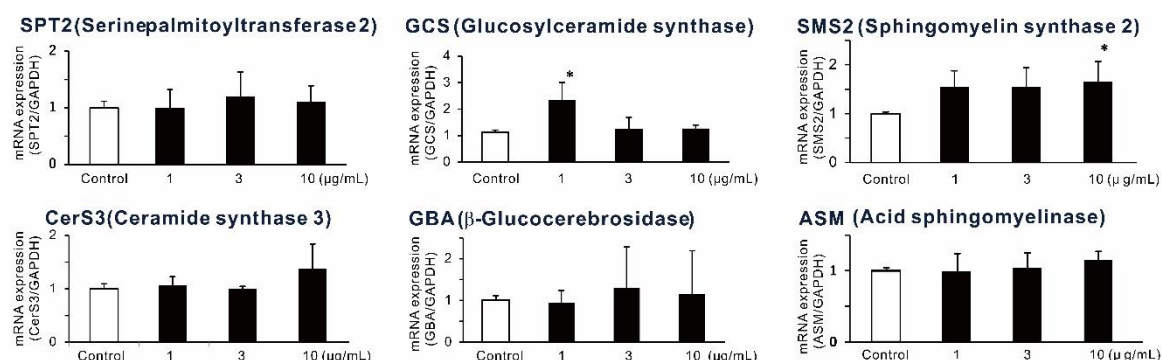 SPT2(Serinepalmitoyltransferase2)
mRNA expression
(SPT2/GAPDH)
2
1
0
Control 1 3 10 (μg/mL)
GCS(Glucosylceramide synthase)
mRNA expression
(GCS/GAPDH)
4
3
2
1
0
*
Control 1 3 10 (μg/mL)
SMS2(Sphingomyelin synthase 2)
mRNA expression
(SMS2/GAPDH)
2
1
0
*
Control 1 3 10 (μ g/mL)
CerS3(Ceramide synthase 3)
mRNA expression
(CerS3/GAPDH)
2
1
0
Control 1 3 10 (μg/mL)
GBA(β-Glucocerebrosidase)
mRNA expression
(GBA/GAPDH)
2
1
0
Control 1 3 10 (μg/mL)
ASM (Acid sphingomyelinase)
mRNA expression
(ASM/GAPDH)
2
1
0
Control 1 3 10 (μ g/mL)